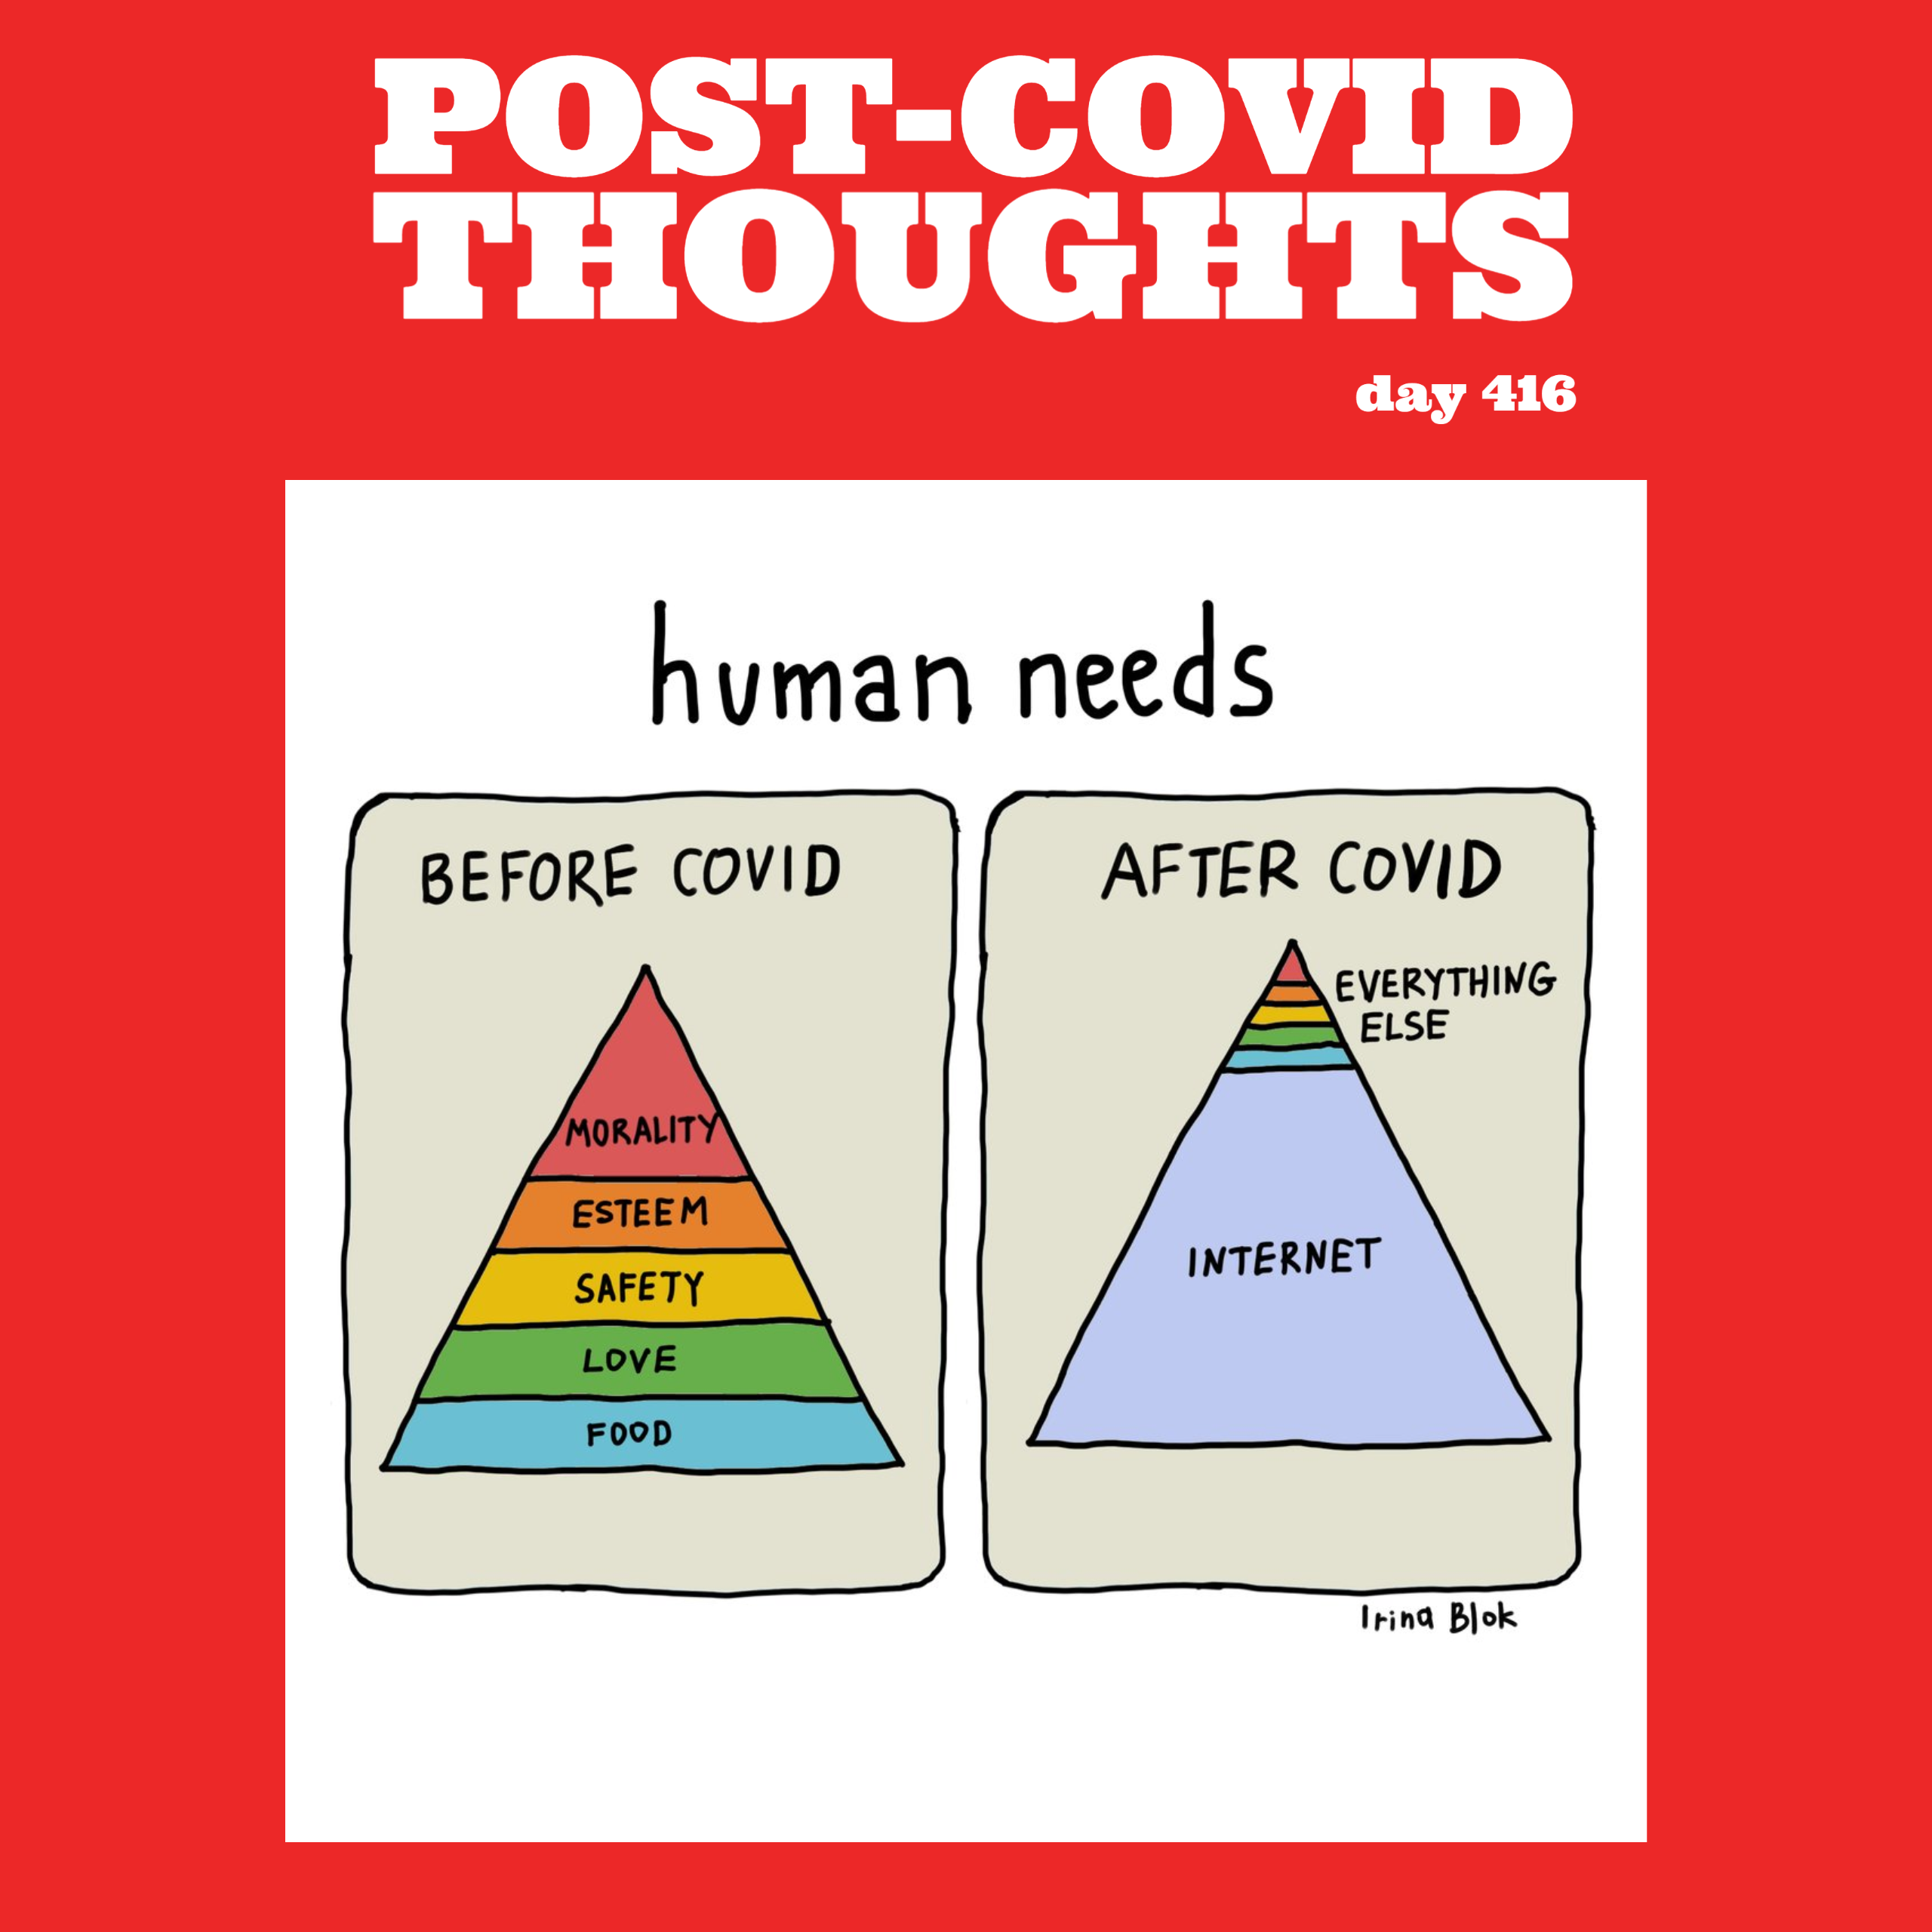 POST-COVID
THOUGHTS
day 416
human needs
BEFORE COVID
MORALITY
ESTEEM
SAFETY
LOVE
FOOD
AFTER COVID
EVERYTHING
ELSE
INTERNET
Irina Blok